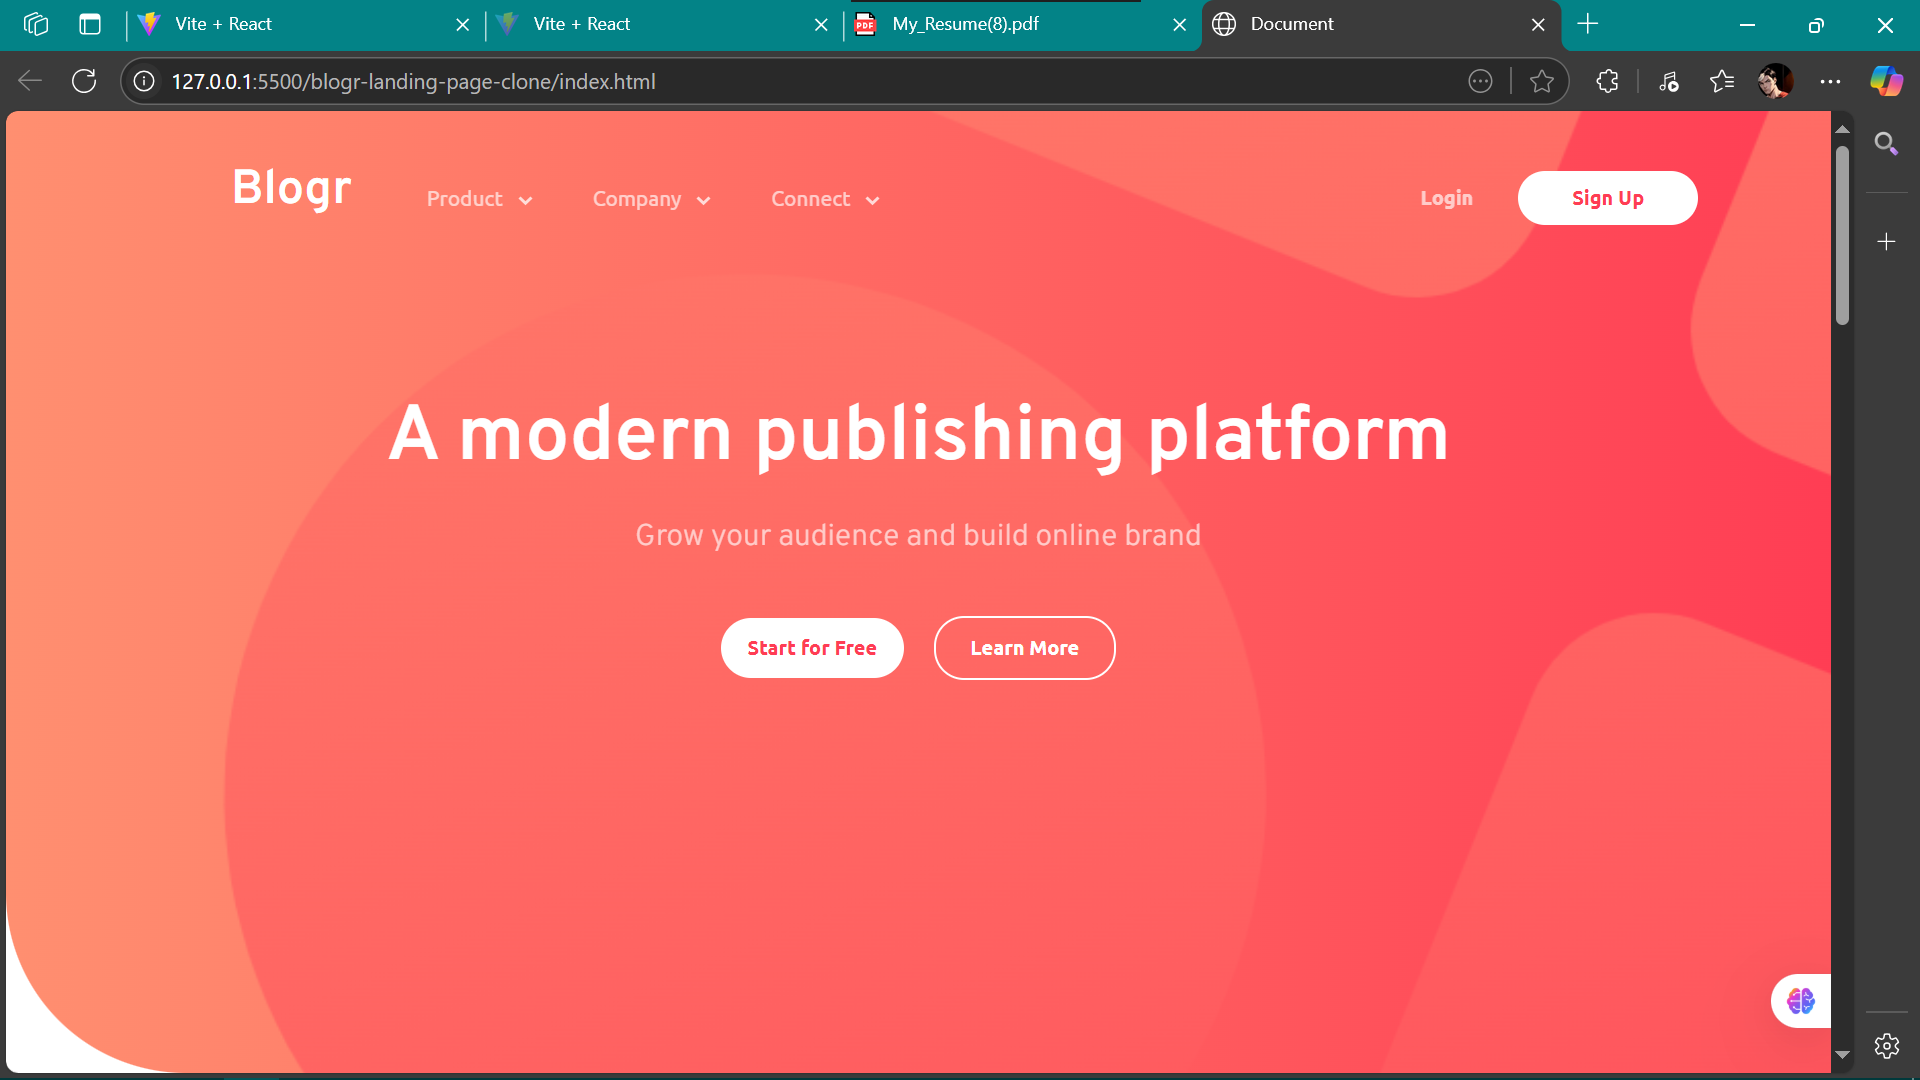 Vite + React
Vite + React
PDF
My_Resume(8).pdf
Document
127.0.0.1:5500/blogr-landing-page-clone/index.html
Blogr
Product
Company
Connect
Login
Sign Up
A modern publishing platform
Grow your audience and build online brand
Start for Free
Learn More